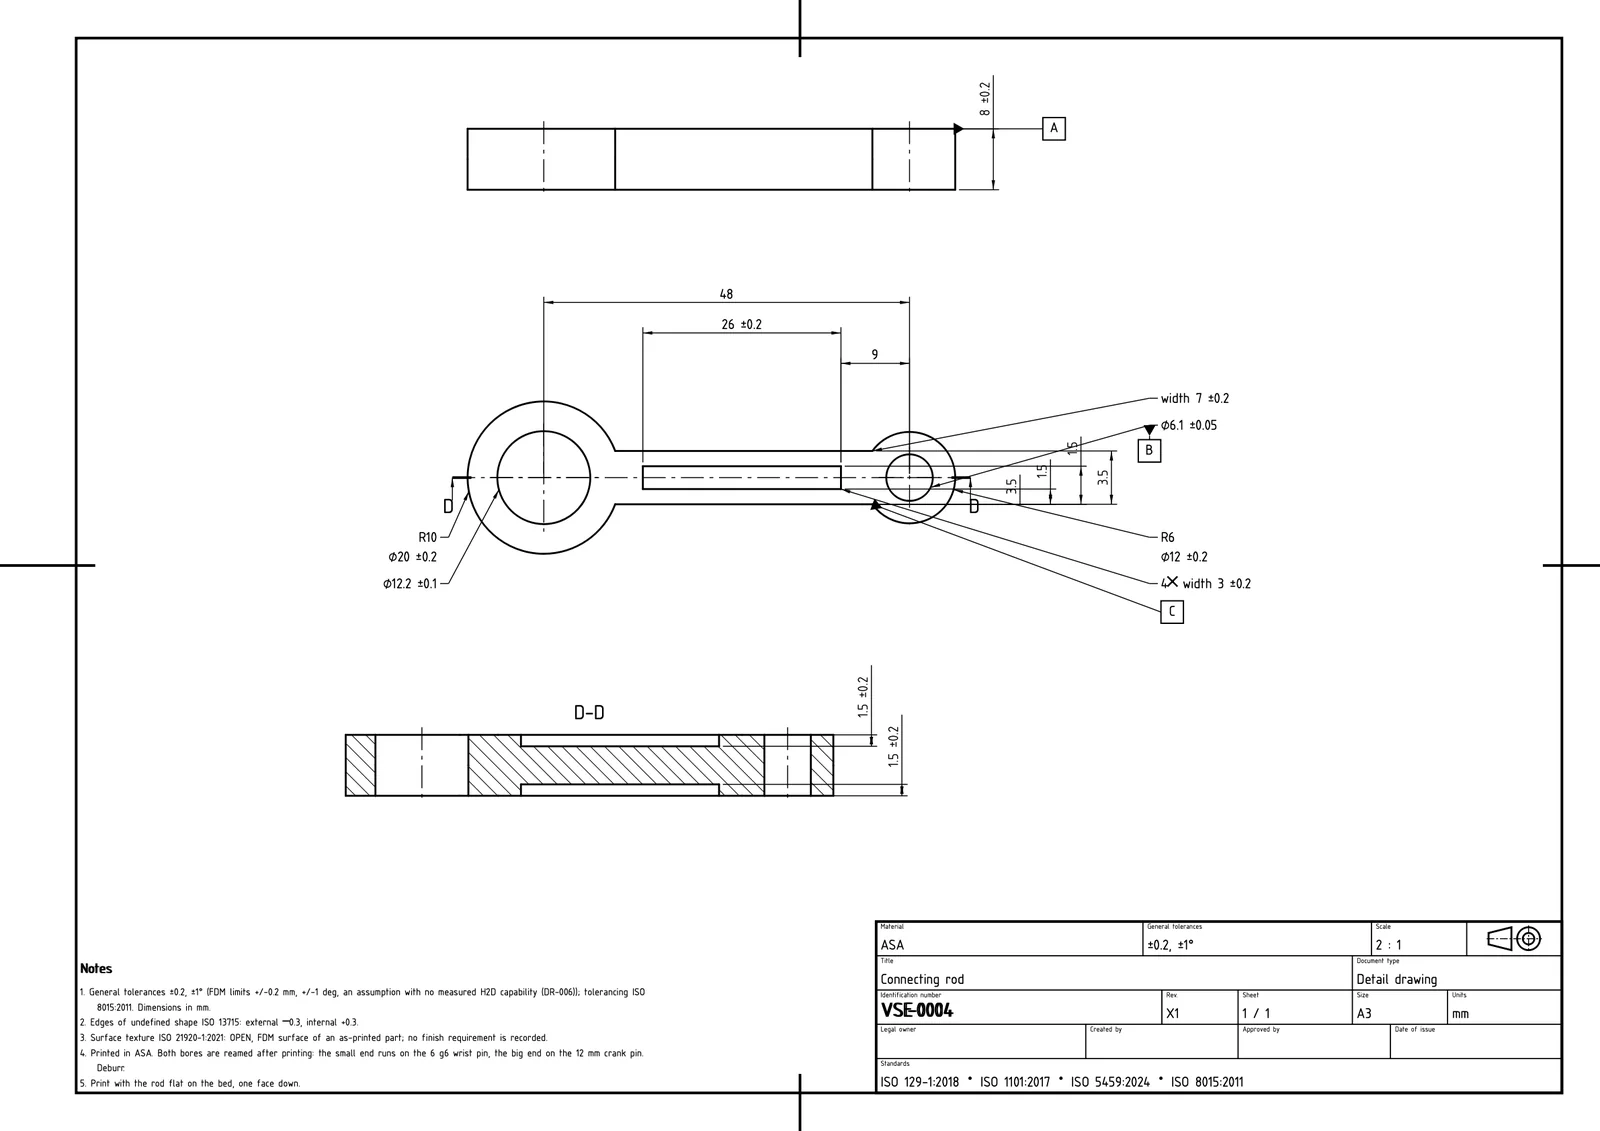 8 ±0.2
A
48
26 ±0.2
9
width 7 ±0.2
⌀6.1 ±0.05
B
1.5
1.5
3.5
3.5
D
D
R10
⌀20 ±0.2
⌀12.2 ±0.1
R6
⌀12 ±0.2
4× width 3 ±0.2
C
D-D
1.5 ±0.2
1.5 ±0.2
Notes
1. General tolerances ±0.2, ±1° (FDM limits +/-0.2 mm, +/-1 deg, an assumption with no measured H2D capability (DR-006)); tolerancing ISO
8015:2011. Dimensions in mm.
2. Edges of undefined shape ISO 13715: external −0.3, internal +0.3.
3. Surface texture ISO 21920-1:2021: OPEN, FDM surface of an as-printed part; no finish requirement is recorded.
4. Printed in ASA. Both bores are reamed after printing: the small end runs on the 6 g6 wrist pin, the big end on the 12 mm crank pin.
Deburr.
5. Print with the rod flat on the bed, one face down.
Material
ASA
General tolerances
±0.2, ±1°
Scale
2 : 1
Title
Connecting rod
Document type
Detail drawing
Identification number
VSE-0004
Rev.
X1
Sheet
1 / 1
Size
A3
Units
mm
Legal owner
Created by
Approved by
Date of issue
Standards
ISO 129-1:2018 • ISO 1101:2017 • ISO 5459:2024 • ISO 8015:2011